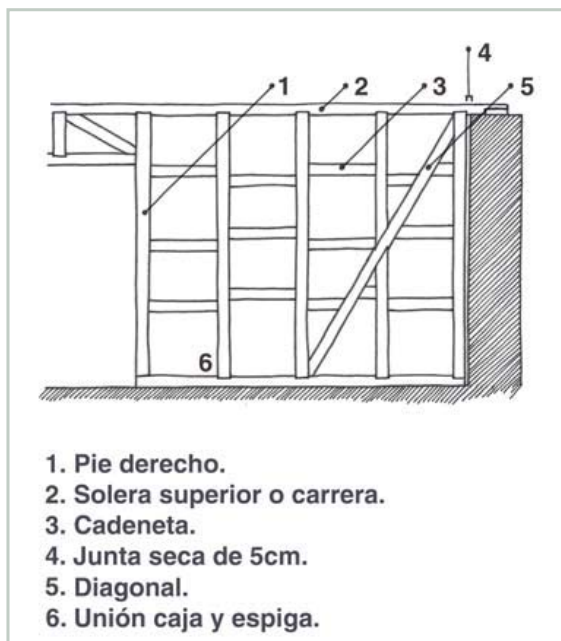 1 2 3 4 5
6
1. Pie derecho.
2. Solera superior o carrera.
3. Cadeneta.
4. Junta seca de 5cm.
5. Diagonal.
6. Unión caja y espiga.